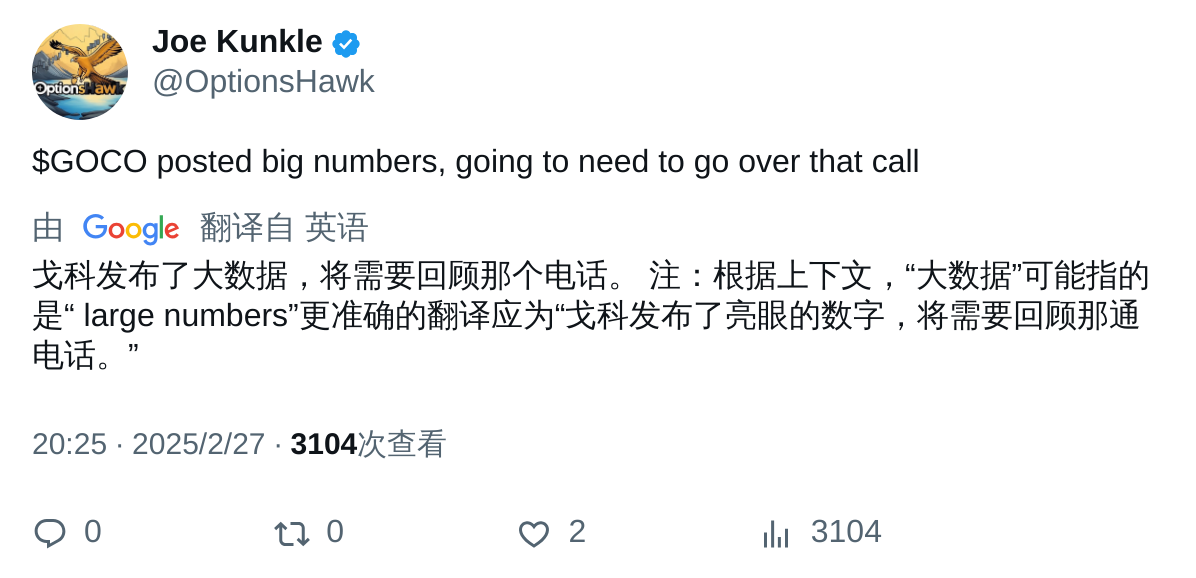 OptionsHawk
Joe Kunkle
@OptionsHawk
$GOCO posted big numbers, going to need to go over that call
由 Google 翻译自 英语
戈科发布了大数据，将需要回顾那个电话。 注：根据上下文，“大数据”可能指的
是“ large numbers”更准确的翻译应为“戈科发布了亮眼的数字，将需要回顾那通
电话。”
20:25 · 2025/2/27 · 3104次查看
0 0 2 3104